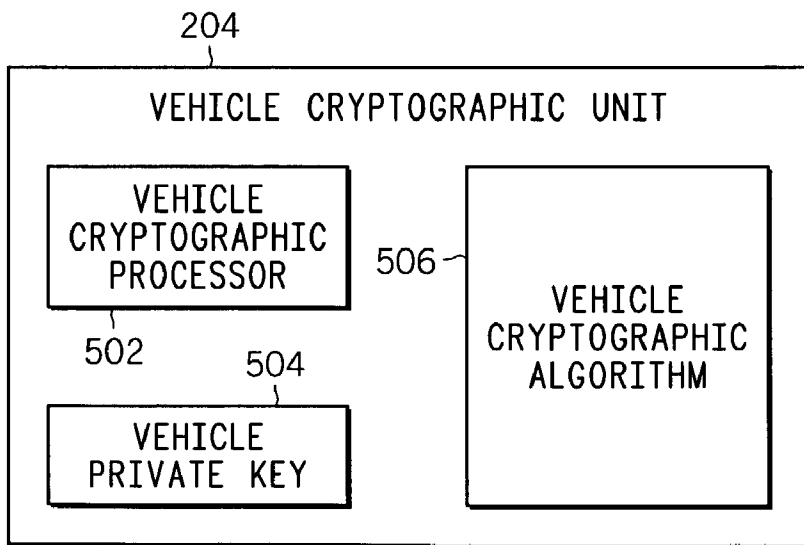 204
VEHICLE CRYPTOGRAPHIC UNIT
VEHICLE
CRYPTOGRAPHIC
PROCESSOR
502
504
VEHICLE
PRIVATE KEY
506
VEHICLE
CRYPTOGRAPHIC
ALGORITHM